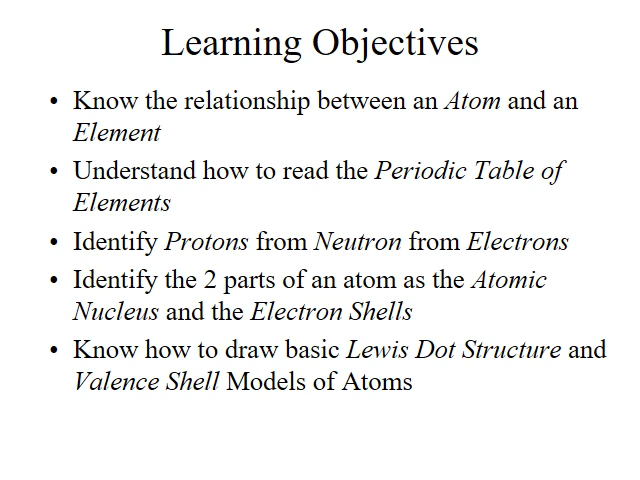 Learning Objectives
• Know the relationship between an Atom and an
Element
• Understand how to read the Periodic Table of
Elements
• Identify Protons from Neutron from Electrons
• Identify the 2 parts of an atom as the Atomic
Nucleus and the Electron Shells
• Know how to draw basic Lewis Dot Structure and
Valence Shell Models of Atoms